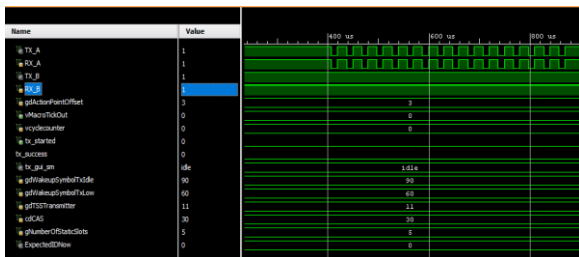 Name Value 400 us 600 us 800 us
TX_A 1
RX_A 1
TX_B 1
RX_B 1
gdActionPointOffset 3 3
vMacroTickOut 0 0
vcyclecounter 0 0
tx_started 0
tx_success 0
tx_gui_sm idle idle
gdWakeupSymbolTxIdle 90 90
gdWakeupSymbolTxLow 60 60
gdTSSTransmitter 11 11
cdCAS 30 30
gNumberOfStaticSlots 5 5
ExpectedIDNow 0 0